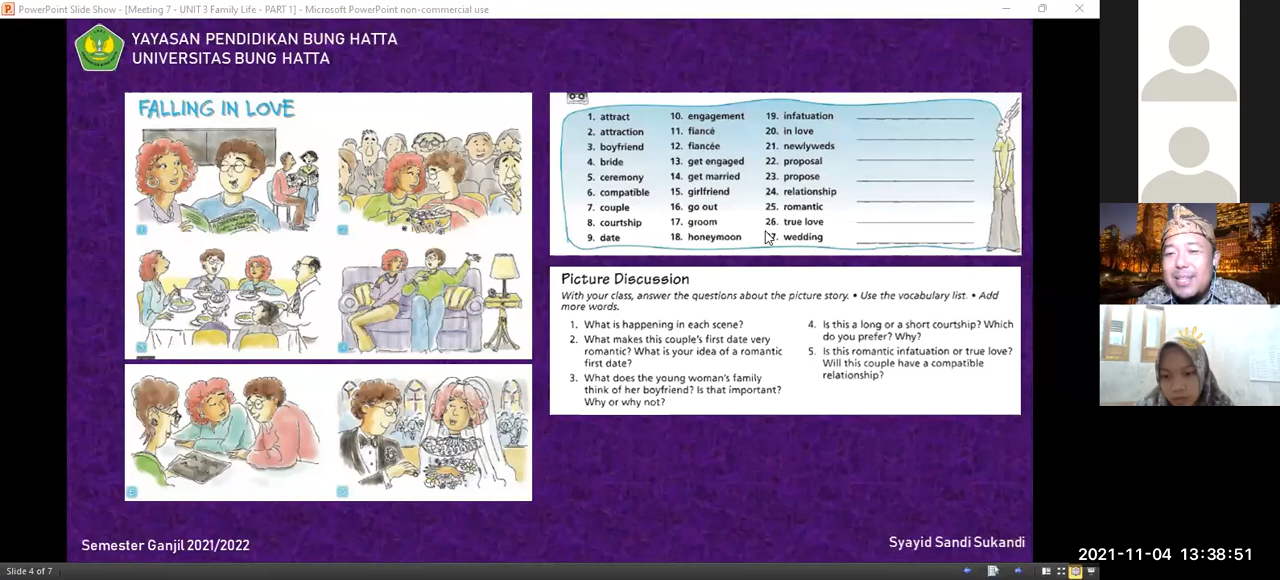 PowerPoint Slide Show - [Meeting 7 - UNIT 3 Family Life - PART 1] - Microsoft PowerPoint non-commercial use
YAYASAN PENDIDIKAN BUNG HATTA
UNIVERSITAS BUNG HATTA
FALLING IN LOVE
1. attract
2. attraction
3. boyfriend
4. bride
5. ceremony
6. compatible
7. couple
8. courtship
9. date
10. engagement
11. fiancé
12. fiancée
13. get engaged
14. get married
15. girlfriend
16. go out
17. groom
18. honeymoon
19. infatuation
20. in love
21. newlyweds
22. proposal
23. propose
24. relationship
25. romantic
26. true love
wedding
Picture Discussion
With your class, answer the questions about the picture story. • Use the vocabulary list. • Add
more words.
1. What is happening in each scene?
2. What makes this couple's first date very
romantic? What is your idea of a romantic
first date?
3. What does the young woman's family
think of her boyfriend? Is that important?
Why or why not?
4. Is this a long or a short courtship? Which
do you prefer? Why?
5. Is this romantic infatuation or true love?
Will this couple have a compatible
relationship?
Semester Ganjil 2021/2022
Syayid Sandi Sukandi
2021-11-04 13:38:51
Slide 4 of 7